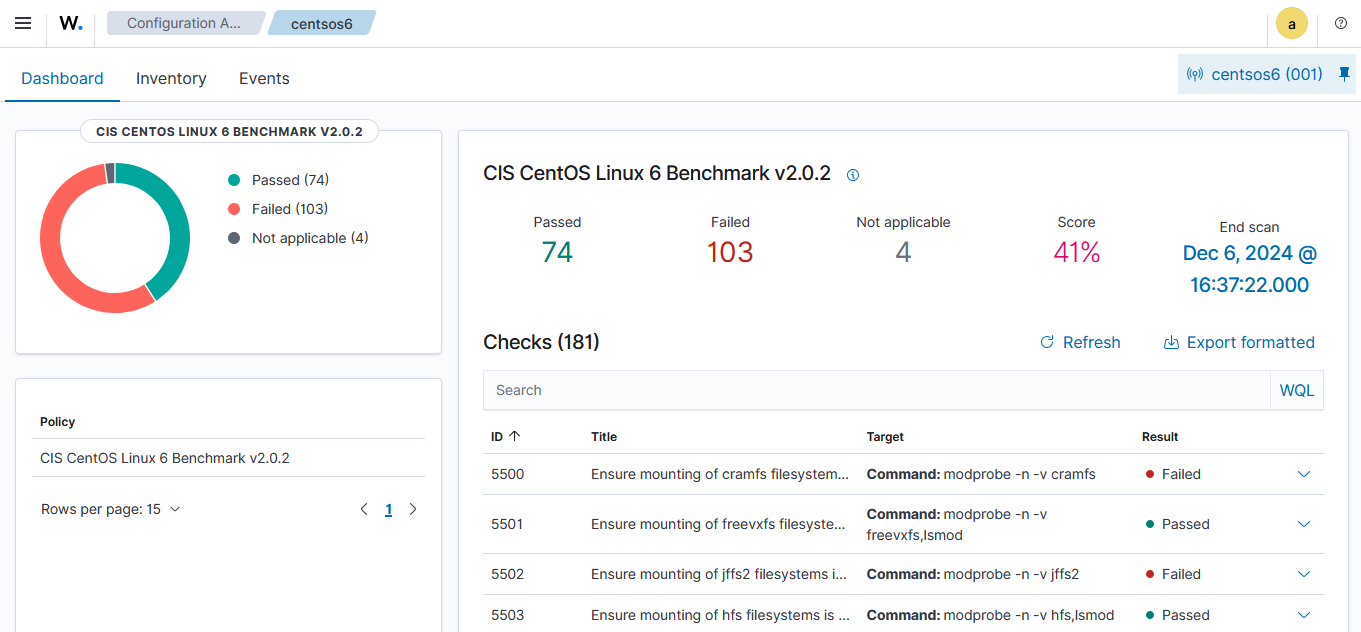 W.
Configuration A...
centsos6
a
Dashboard
Inventory
Events
centsos6 (001)
CIS CENTOS LINUX 6 BENCHMARK V2.0.2
Passed (74)
Failed (103)
Not applicable (4)
Policy
CIS CentOS Linux 6 Benchmark v2.0.2
Rows per page: 15
1
CIS CentOS Linux 6 Benchmark v2.0.2
Passed
74
Failed
103
Not applicable
4
Score
41%
End scan
Dec 6, 2024 @
16:37:22.000
Checks (181)
Refresh
Export formatted
Search
WQL
ID Title Target Result
5500 Ensure mounting of cramfs filesystem... Command: modprobe -n -v cramfs Failed
5501 Ensure mounting of freevxfs filesyste... Command: modprobe -n -v
freevxfs,lsmod Passed
5502 Ensure mounting of jffs2 filesystems i... Command: modprobe -n -v jffs2 Failed
5503 Ensure mounting of hfs filesystems is ... Command: modprobe -n -v hfs,lsmod Passed